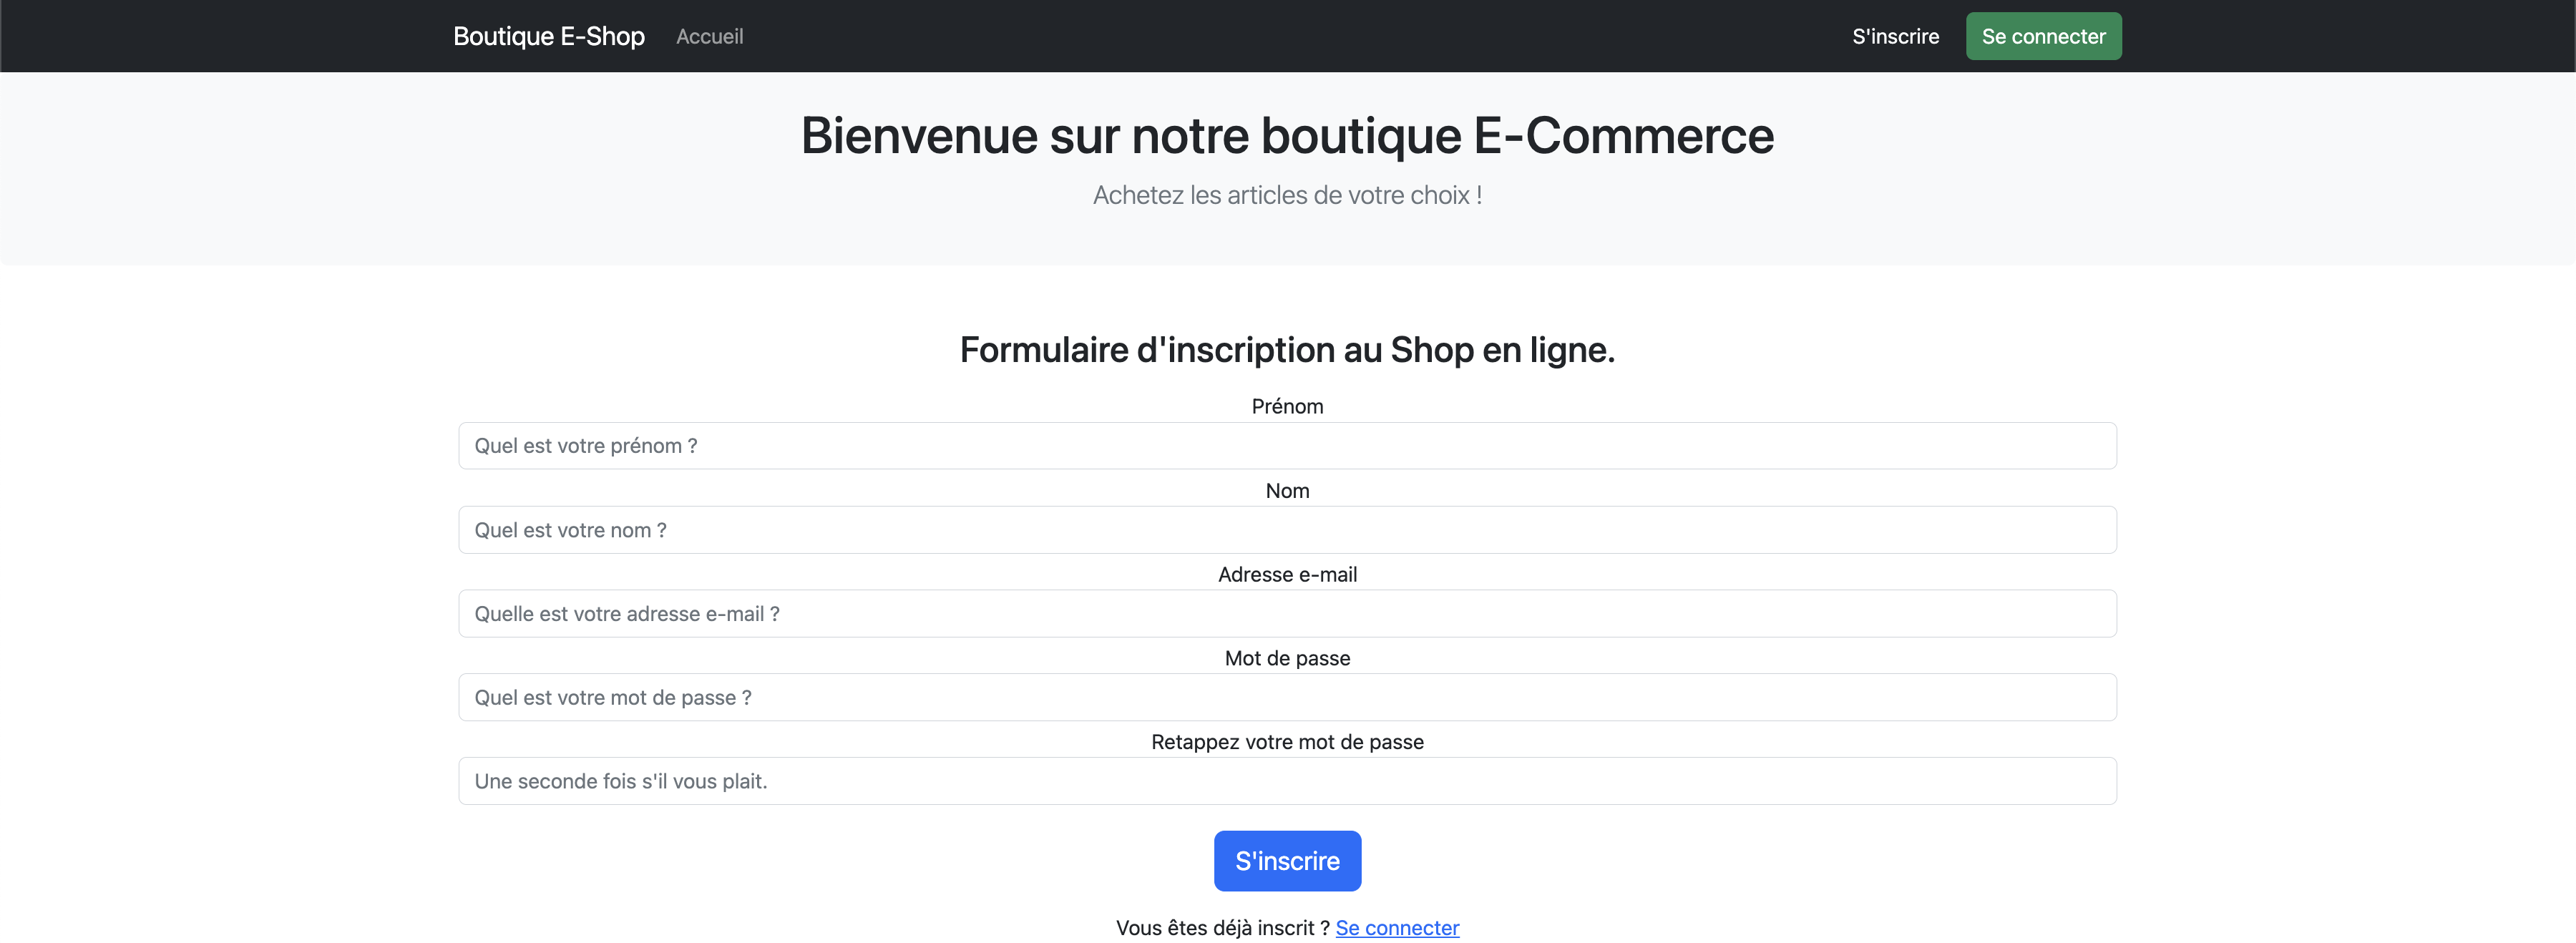 Boutique E-Shop Accueil S'inscrire Se connecter
Bienvenue sur notre boutique E-Commerce
Achetez les articles de votre choix !
Formulaire d'inscription au Shop en ligne.
Prénom
Quel est votre prénom ?
Nom
Quel est votre nom ?
Adresse e-mail
Quelle est votre adresse e-mail ?
Mot de passe
Quel est votre mot de passe ?
Retappez votre mot de passe
Une seconde fois s'il vous plait.
S'inscrire
Vous êtes déjà inscrit ? Se connecter